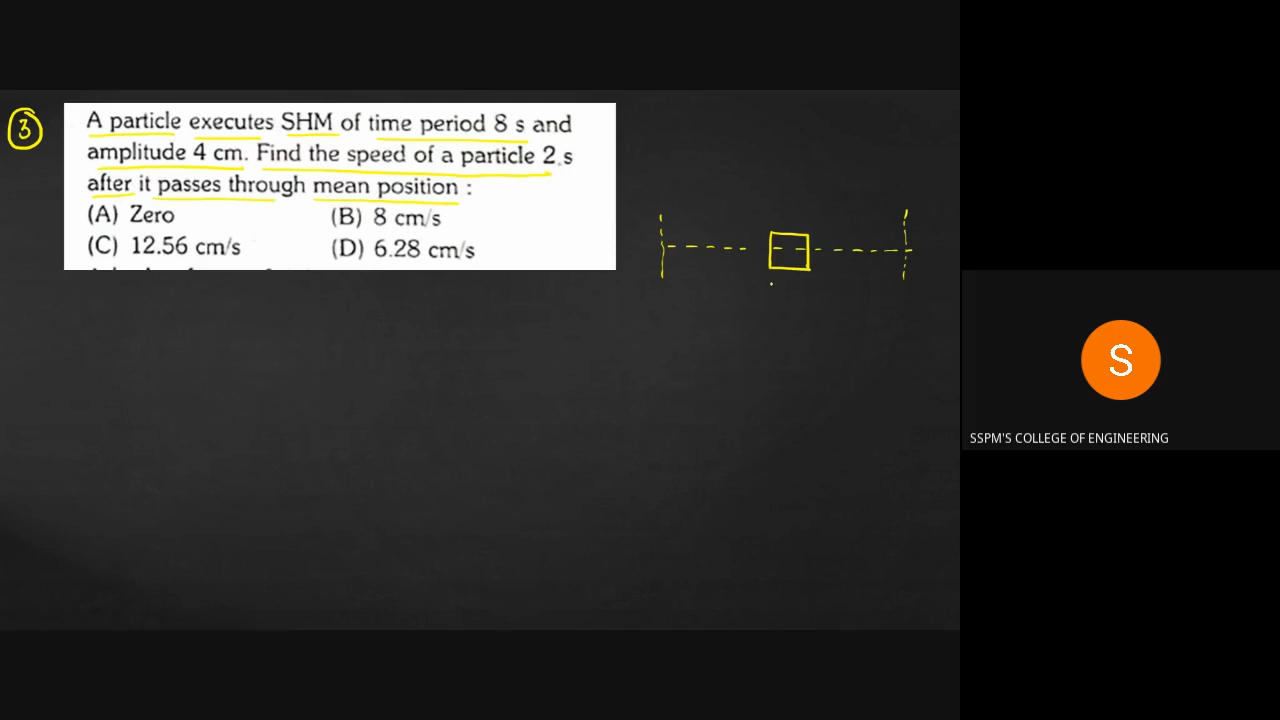 3
A particle executes SHM of time period 8 s and
amplitude 4 cm. Find the speed of a particle 2 s
after it passes through mean position :
(A) Zero (B) 8 cm/s
(C) 12.56 cm/s (D) 6.28 cm/s
S
SSPM'S COLLEGE OF ENGINEERING